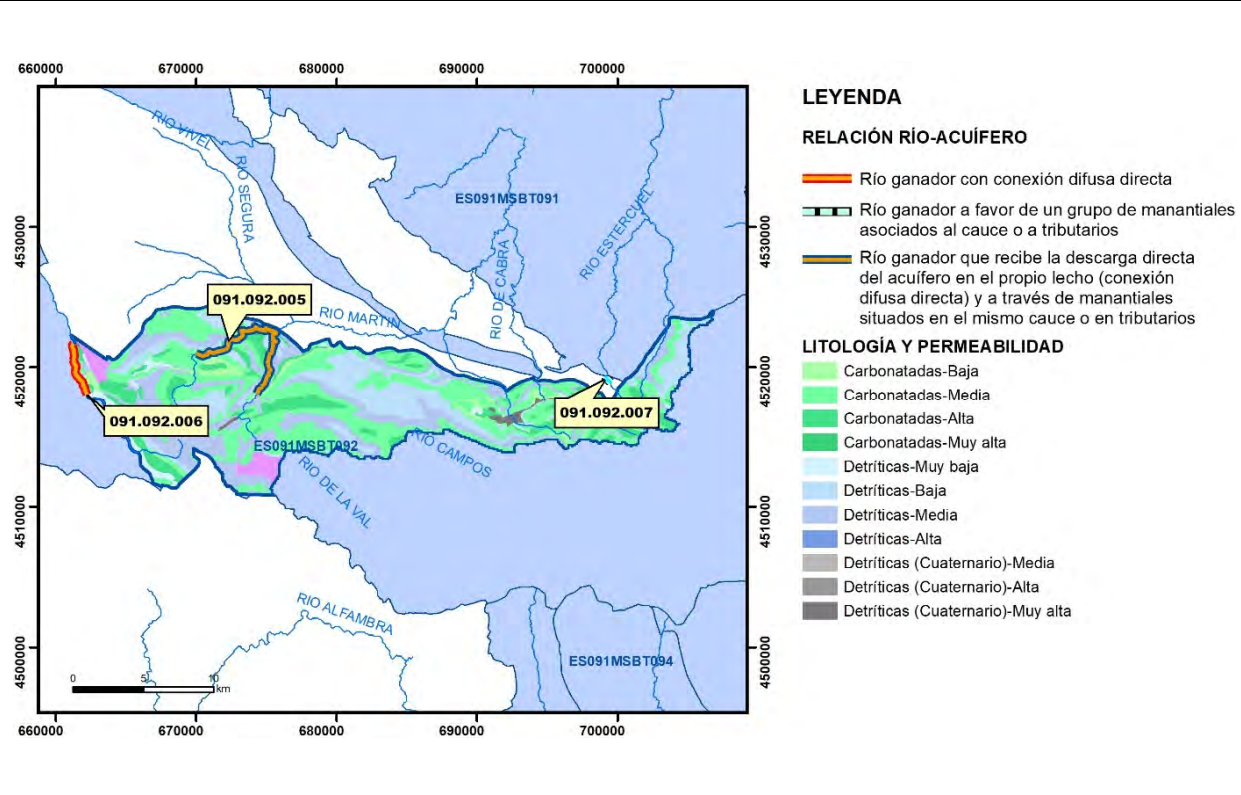 660000 670000 680000 690000 700000
4530000
4520000
4510000
4500000
RIO VIVEL
RIO SEGURA
ES091MSBT091
RIO ESTERCUEL
RIO DE CABRA
091.092.005
RIO MARTIN
091.092.006
091.092.007
ES091MSBT092
RIO CAMPOS
RIO DE LA VAL
RIO ALFAMBRA
ES091MSBT094
0 5 10
km
4530000
4520000
4510000
4500000
660000 670000 680000 690000 700000
LEYENDA
RELACIÓN RÍO-ACUÍFERO
Río ganador con conexión difusa directa
Río ganador a favor de un grupo de manantiales
asociados al cauce o a tributarios
Río ganador que recibe la descarga directa
del acuífero en el propio lecho (conexión
difusa directa) y a través de manantiales
situados en el mismo cauce o en tributarios
LITOLOGÍA Y PERMEABILIDAD
Carbonatadas-Baja
Carbonatadas-Media
Carbonatadas-Alta
Carbonatadas-Muy alta
Detríticas-Muy baja
Detríticas-Baja
Detríticas-Media
Detríticas-Alta
Detríticas (Cuaternario)-Media
Detríticas (Cuaternario)-Alta
Detríticas (Cuaternario)-Muy alta